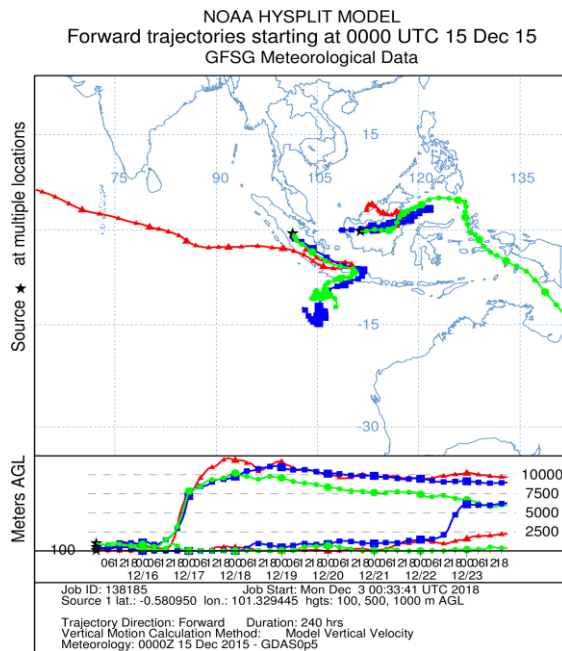 NOAA HYSPLIT MODEL
Forward trajectories starting at 0000 UTC 15 Dec 15
GFSG Meteorological Data
Source ★ at multiple locations
15
75
105
120
135
-15
-30
Meters AGL
10000
7500
5000
2500
100
12/16 12/17 12/18 12/19 12/20 12/21 12/22 12/23
Job ID: 138185 Job Start: Mon Dec 3 00:33:41 UTC 2018
Source 1 lat.: -0.580950 lon.: 101.329445 hgts: 100, 500, 1000 m AGL
Trajectory Direction: Forward Duration: 240 hrs
Vertical Motion Calculation Method: Model Vertical Velocity
Meteorology: 0000Z 15 Dec 2015 - GDAS0p5